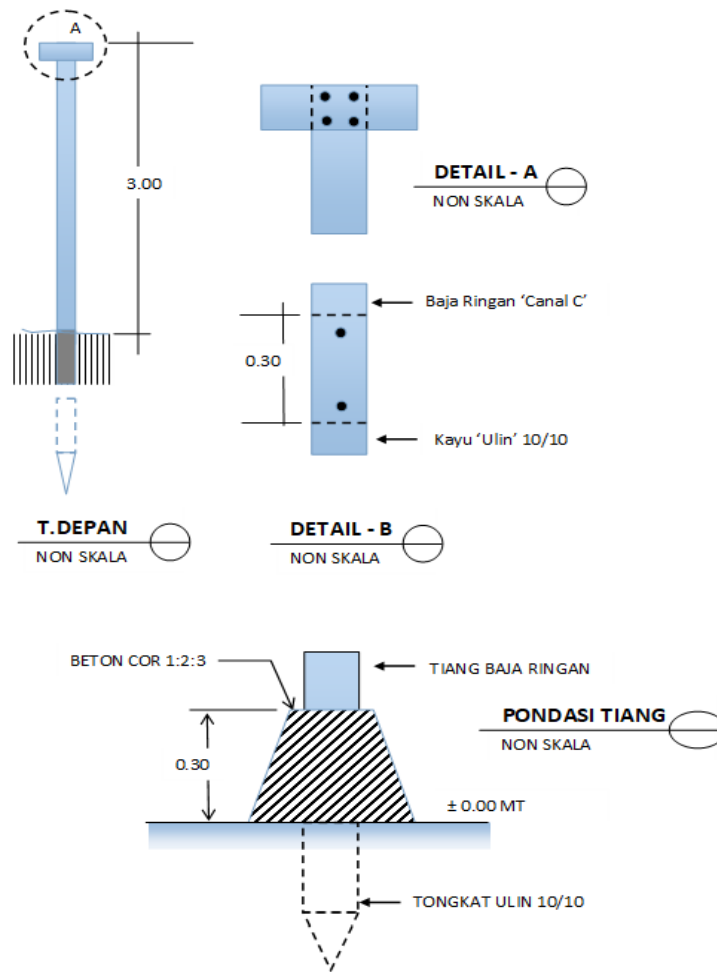 A
3.00
DETAIL - A
NON SKALA
Baja Ringan ‘Canal C’
0.30
Kayu ‘Ulin’ 10/10
T.DEPAN
NON SKALA
DETAIL - B
NON SKALA
BETON COR 1:2:3
TIANG BAJA RINGAN
PONDASI TIANG
NON SKALA
0.30
± 0.00 MT
TONGKAT ULIN 10/10